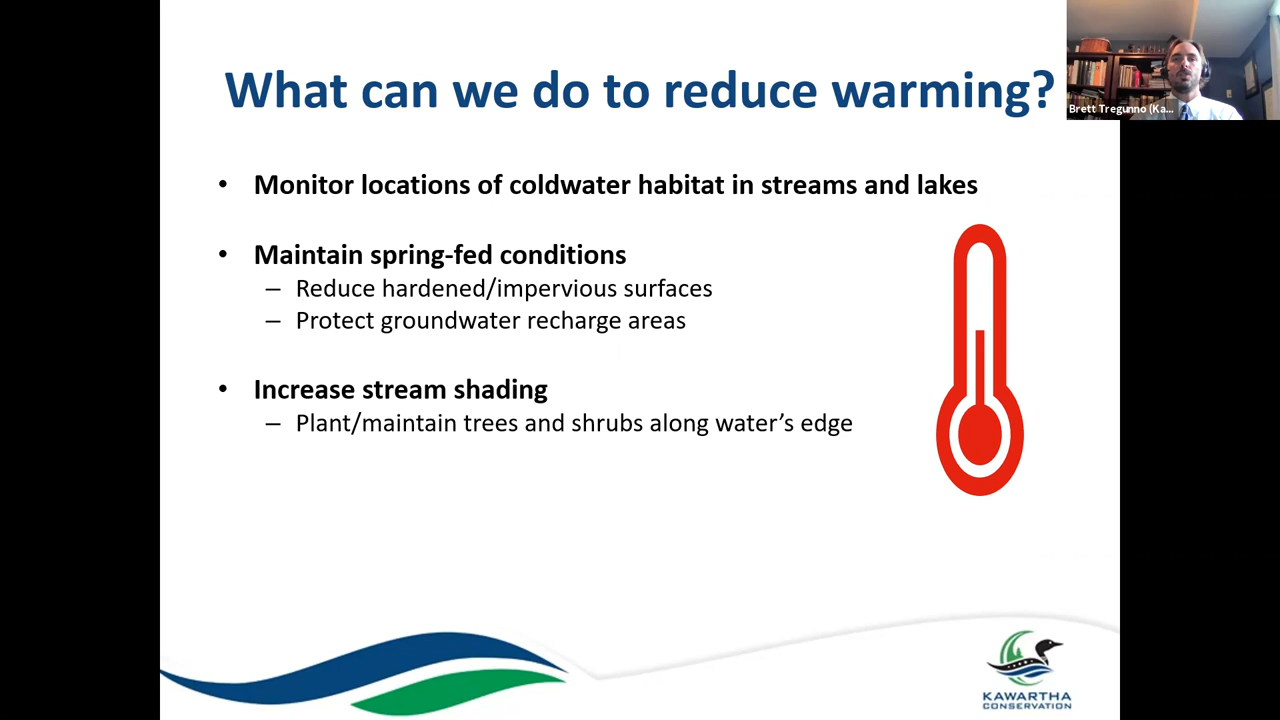 What can we do to reduce warming?
Brett Tregunno (Ka...
• Monitor locations of coldwater habitat in streams and lakes
• Maintain spring-fed conditions
– Reduce hardened/impervious surfaces
– Protect groundwater recharge areas
• Increase stream shading
– Plant/maintain trees and shrubs along water’s edge
KAWARTHA
CONSERVATION